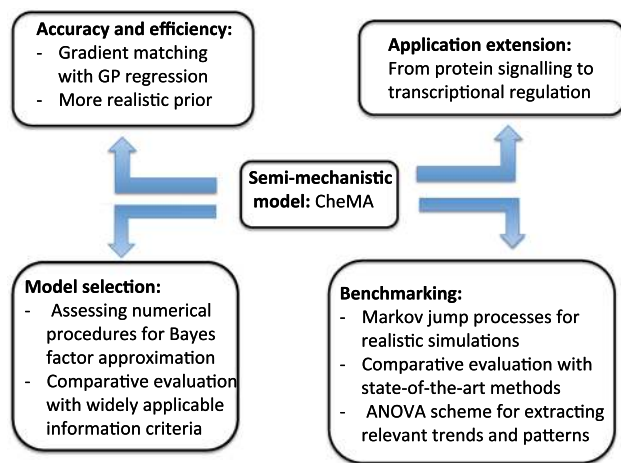 Accuracy and efficiency:
- Gradient matching
with GP regression
- More realistic prior
Application extension:
From protein signalling to
transcriptional regulation
Semi-mechanistic
model: CheMA
Model selection:
- Assessing numerical
procedures for Bayes
factor approximation
- Comparative evaluation
with widely applicable
information criteria
Benchmarking:
- Markov jump processes for
realistic simulations
- Comparative evaluation with
state-of-the-art methods
- ANOVA scheme for extracting
relevant trends and patterns